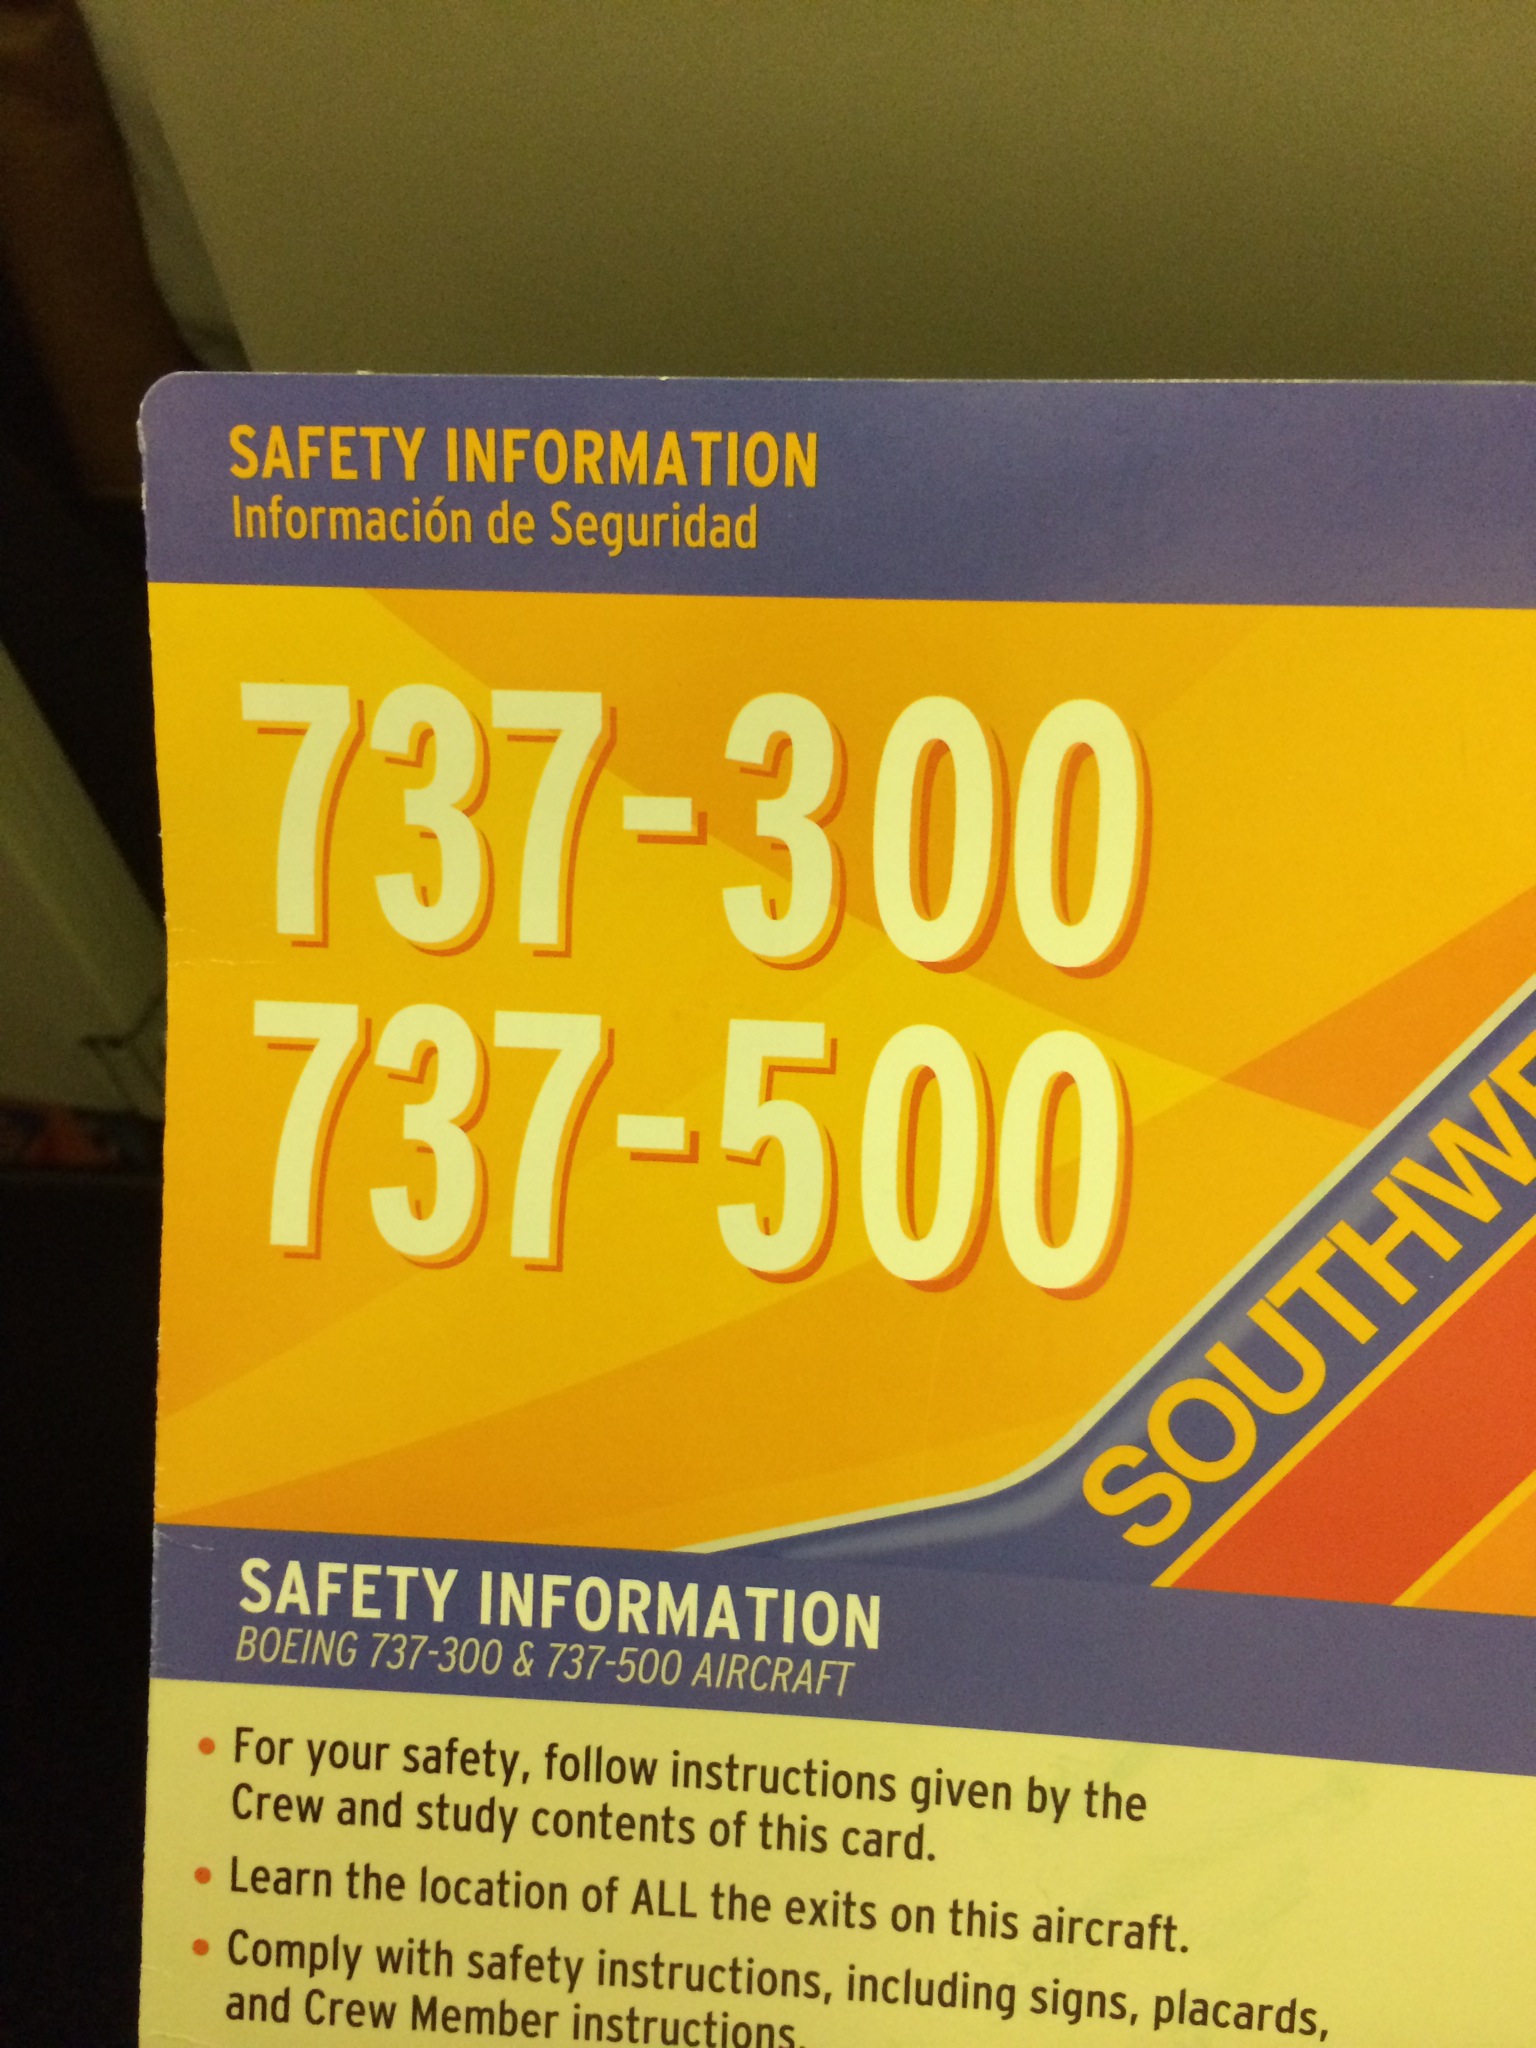 SAFETY INFORMATION
Información de Seguridad
737-300
737-500
SAFETY INFORMATION
BOEING 737-300 & 737-500 AIRCRAFT
• For your safety, follow instructions given by the
Crew and study contents of this card.
• Learn the location of ALL the exits on this aircraft.
• Comply with safety instructions, including signs, placards,
and Crew Member instructions.